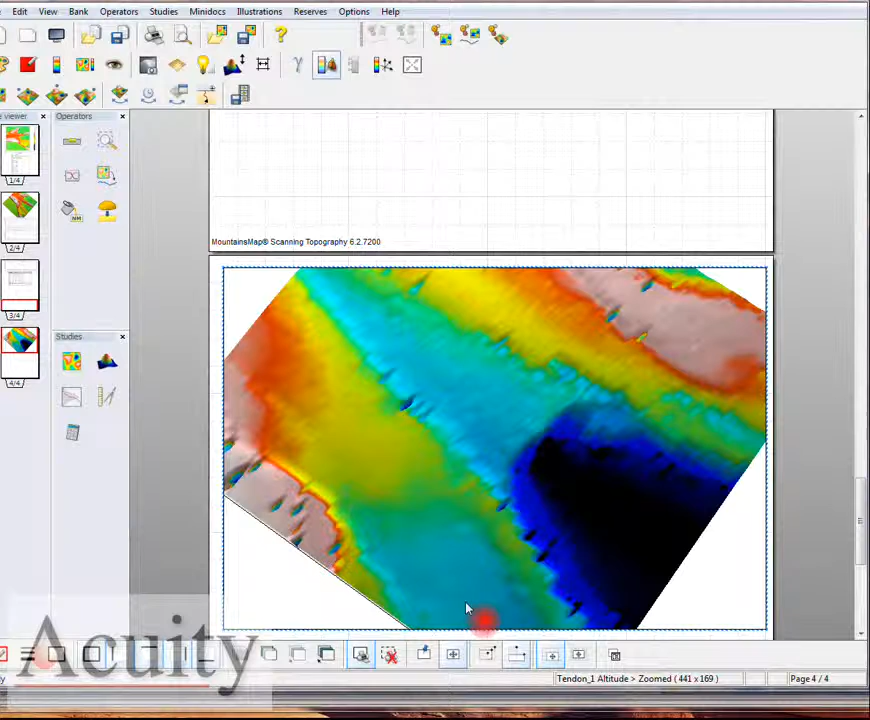 Edit View Bank Operators Studies Minidocs Illustrations Reserves Options Help
e viewer
Operators
1/4
2/4
NM
3/4
Studies
4/4
MountainsMap® Scanning Topography 6.2.7200
Acuity
y
Tendon_1 Altitude > Zoomed ( 441 x 169 )
Page 4 / 4